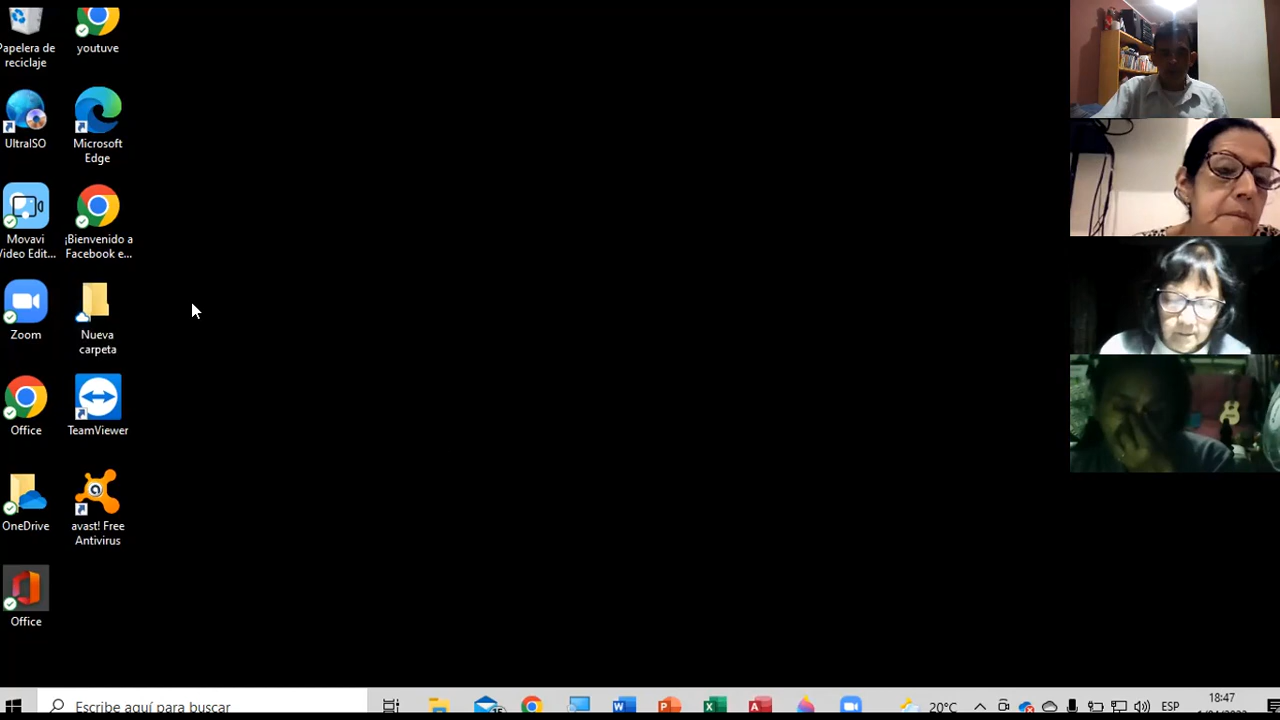 Papelera de
reciclaje
youtuve
UltraISO
Microsoft
Edge
Movavi
Video Edit...
¡Bienvenido a
Facebook e...
Zoom
Nueva
carpeta
Office
TeamViewer
OneDrive
avast! Free
Antivirus
Office
Escribe aquí para buscar
15
20°C
ESP
18:47